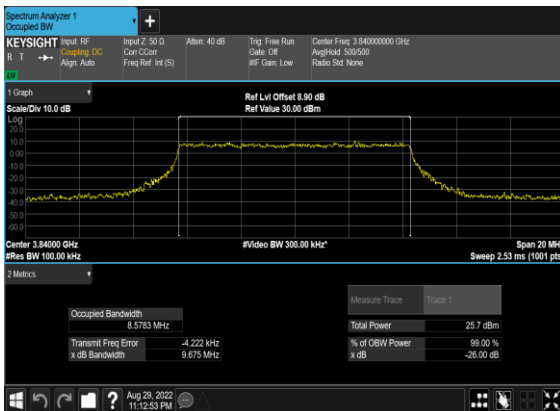 Spectrum Analyzer 1
Occupied BW
KEYSIGHT
R T
LVI
Input: RF
Coupling: DC
Align: Auto
Input Z: 50 Ω
Corr CCorr
Freq Ref: Int (S)
Atten: 40 dB
Trig: Free Run
Gate: Off
#IF Gain: Low
Center Freq: 3.840000000 GHz
Avg|Hold: 500/500
Radio Std: None
1 Graph
Scale/Div 10.0 dB
Ref Lvl Offset 8.90 dB
Ref Value 30.00 dBm
Log
20.0
10.0
0.00
-10.0
-20.0
-30.0
-40.0
-50.0
-60.0
Center 3.84000 GHz
#Res BW 100.00 kHz
#Video BW 300.00 kHz*
Span 20 MH
Sweep 2.53 ms (1001 pts
2 Metrics
Measure Trace
Trace 1
Occupied Bandwidth
8.5783 MHz
Total Power
25.7 dBm
Transmit Freq Error
-4.222 kHz
% of OBW Power
99.00 %
x dB Bandwidth
9.675 MHz
x dB
-26.00 dB
?
Aug 29, 2022
11:12:53 PM